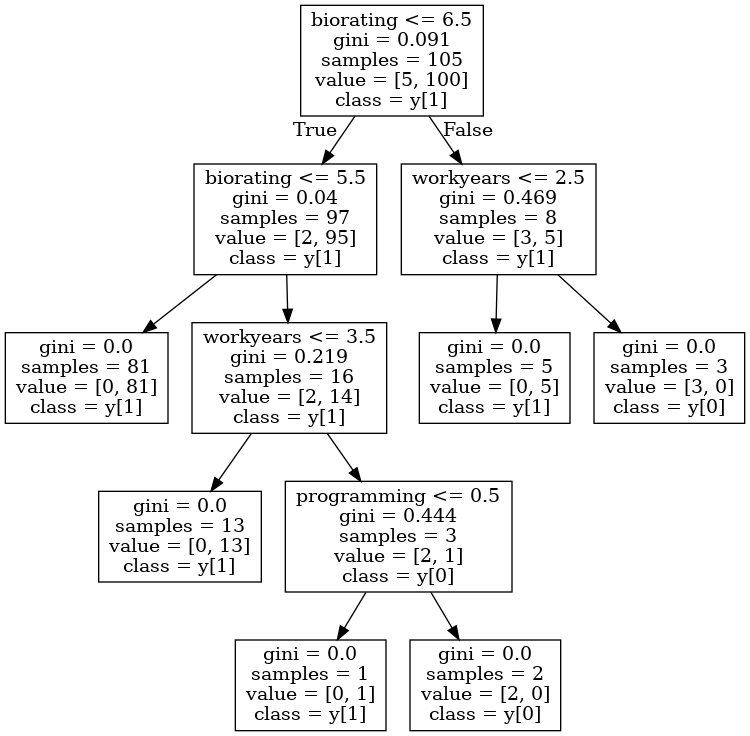 biorating <= 6.5
gini = 0.091
samples = 105
value = [5, 100]
class = y[1]
True
False
biorating <= 5.5
gini = 0.04
samples = 97
value = [2, 95]
class = y[1]
workyears <= 2.5
gini = 0.469
samples = 8
value = [3, 5]
class = y[1]
gini = 0.0
samples = 81
value = [0, 81]
class = y[1]
workyears <= 3.5
gini = 0.219
samples = 16
value = [2, 14]
class = y[1]
gini = 0.0
samples = 5
value = [0, 5]
class = y[1]
gini = 0.0
samples = 3
value = [3, 0]
class = y[0]
gini = 0.0
samples = 13
value = [0, 13]
class = y[1]
programming <= 0.5
gini = 0.444
samples = 3
value = [2, 1]
class = y[0]
gini = 0.0
samples = 1
value = [0, 1]
class = y[1]
gini = 0.0
samples = 2
value = [2, 0]
class = y[0]